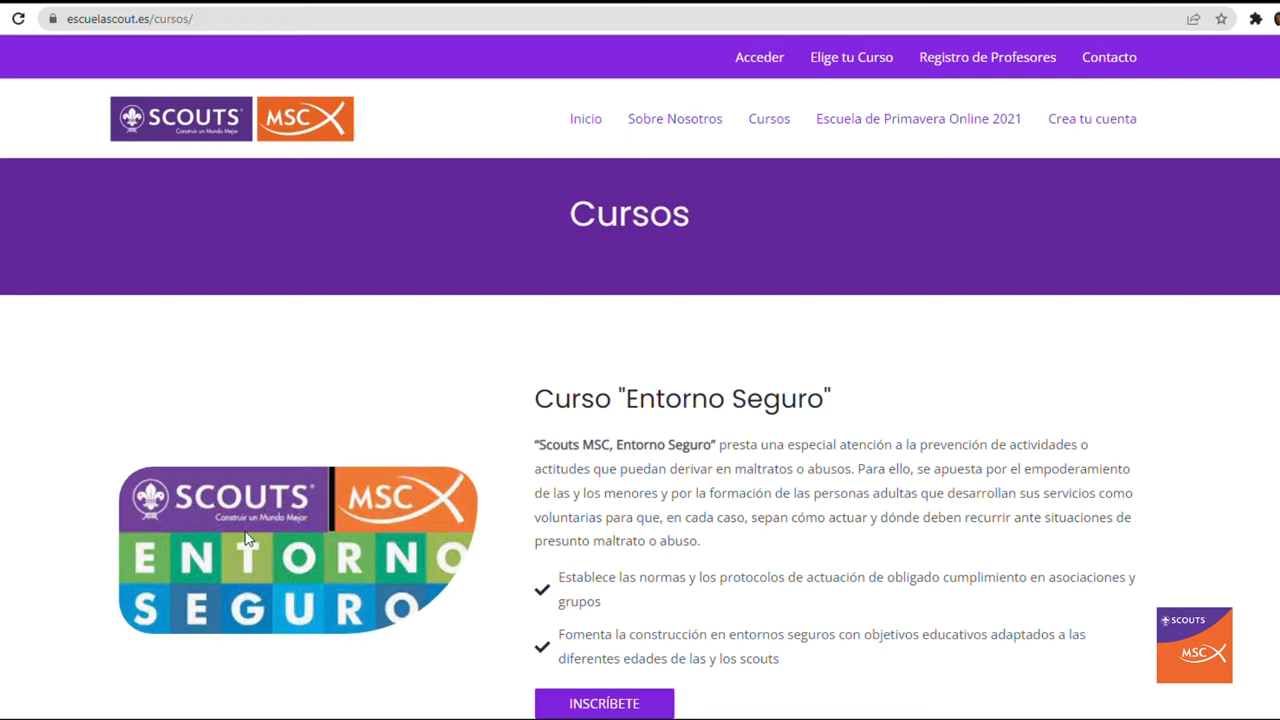 escuelascout.es/cursos/
Acceder Elige tu Curso Registro de Profesores Contacto
SCOUTS®
Construir un Mundo Mejor
MSC
Inicio Sobre Nosotros Cursos Escuela de Primavera Online 2021 Crea tu cuenta
Cursos
Curso "Entorno Seguro"
“Scouts MSC, Entorno Seguro” presta una especial atención a la prevención de actividades o
actitudes que puedan derivar en maltratos o abusos. Para ello, se apuesta por el empoderamiento
de las y los menores y por la formación de las personas adultas que desarrollan sus servicios como
voluntarias para que, en cada caso, sepan cómo actuar y dónde deben recurrir ante situaciones de
presunto maltrato o abuso.
Establece las normas y los protocolos de actuación de obligado cumplimiento en asociaciones y
grupos
Fomenta la construcción en entornos seguros con objetivos educativos adaptados a las
diferentes edades de las y los scouts
INSCRÍBETE
SCOUTS®
Construir un Mundo Mejor
MSC
ENTORNO
SEGURO
SCOUTS
MSC